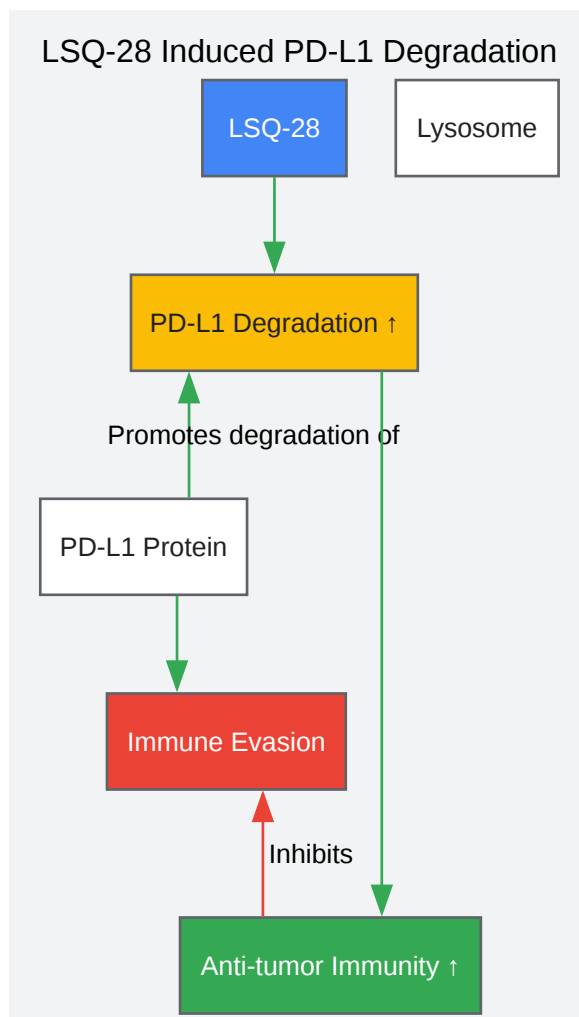 LSQ-28 Induced PD-L1 Degradation
LSQ-28
Lysosome
PD-L1 Degradation ↑
Promotes degradation of
PD-L1 Protein
Immune Evasion
Inhibits
Anti-tumor Immunity ↑